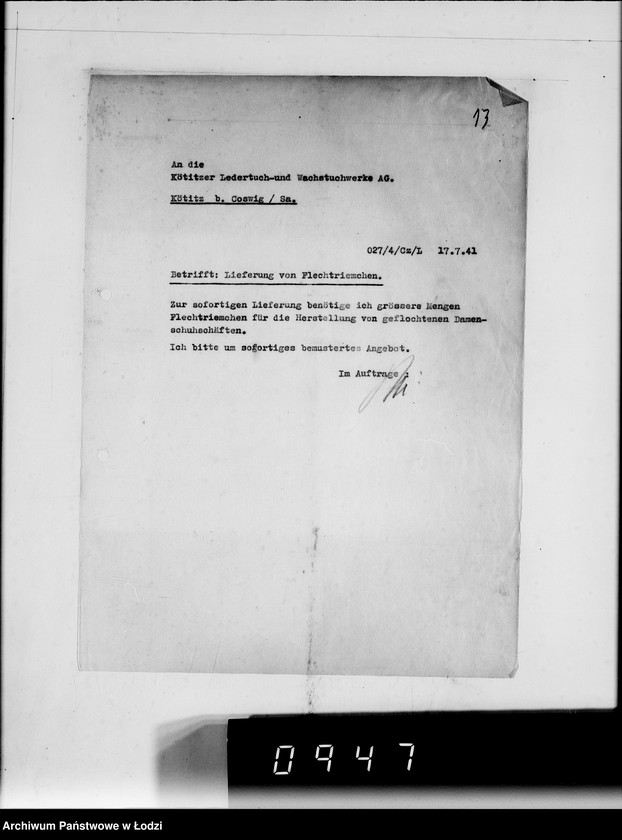 13
An die
Kötitzer Ledertuch-und Wachstuchwerke AG.
Kötitz b. Coswig / Sa.
027/4/Cz/L 17.7.41
Betrifft: Lieferung von Flechtriemchen.
Zur sofortigen Lieferung benötige ich grössere Mengen
Flechtriemchen für die Herstellung von geflochtenen Damen-
schuhschäften.
Ich bitte um sofortiges bemustertes Angebot.
Im Auftrage :
0947
Archiwum Państwowe w Łodzi